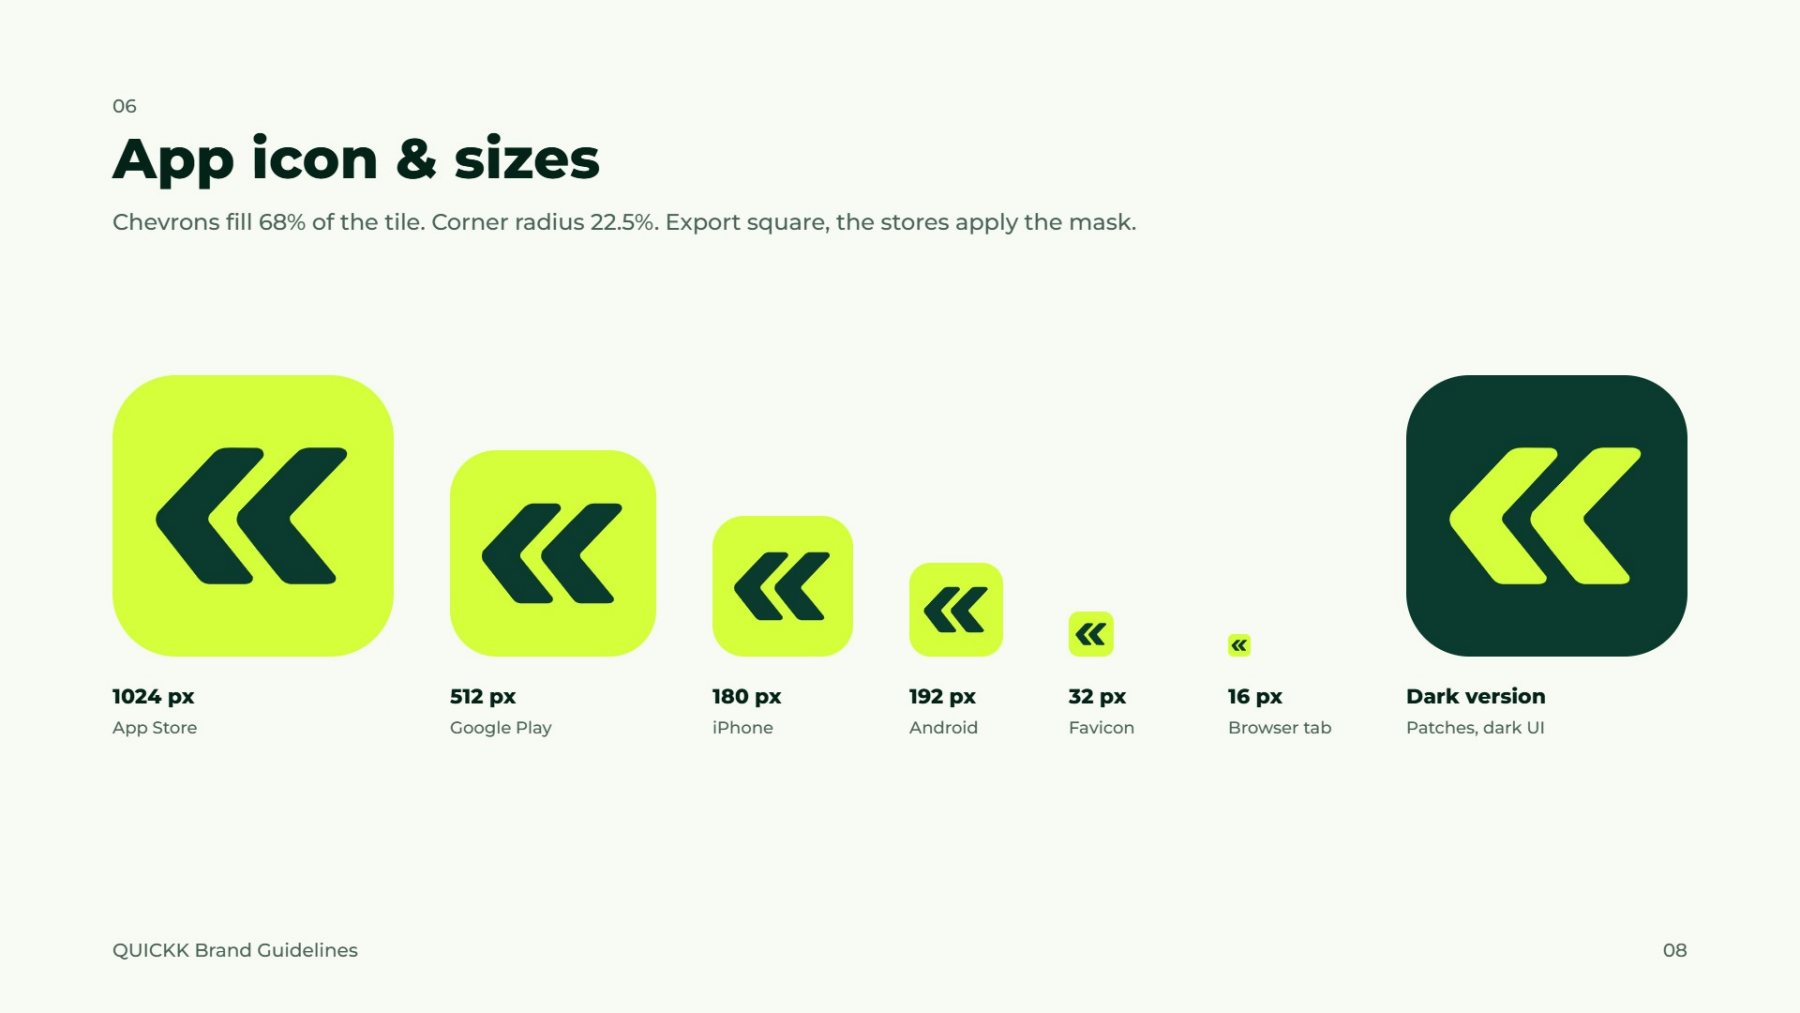 06
App icon & sizes
Chevrons fill 68% of the tile. Corner radius 22.5%. Export square, the stores apply the mask.
1024 px
App Store
512 px
Google Play
180 px
iPhone
192 px
Android
32 px
Favicon
16 px
Browser tab
Dark version
Patches, dark UI
QUICKK Brand Guidelines
08